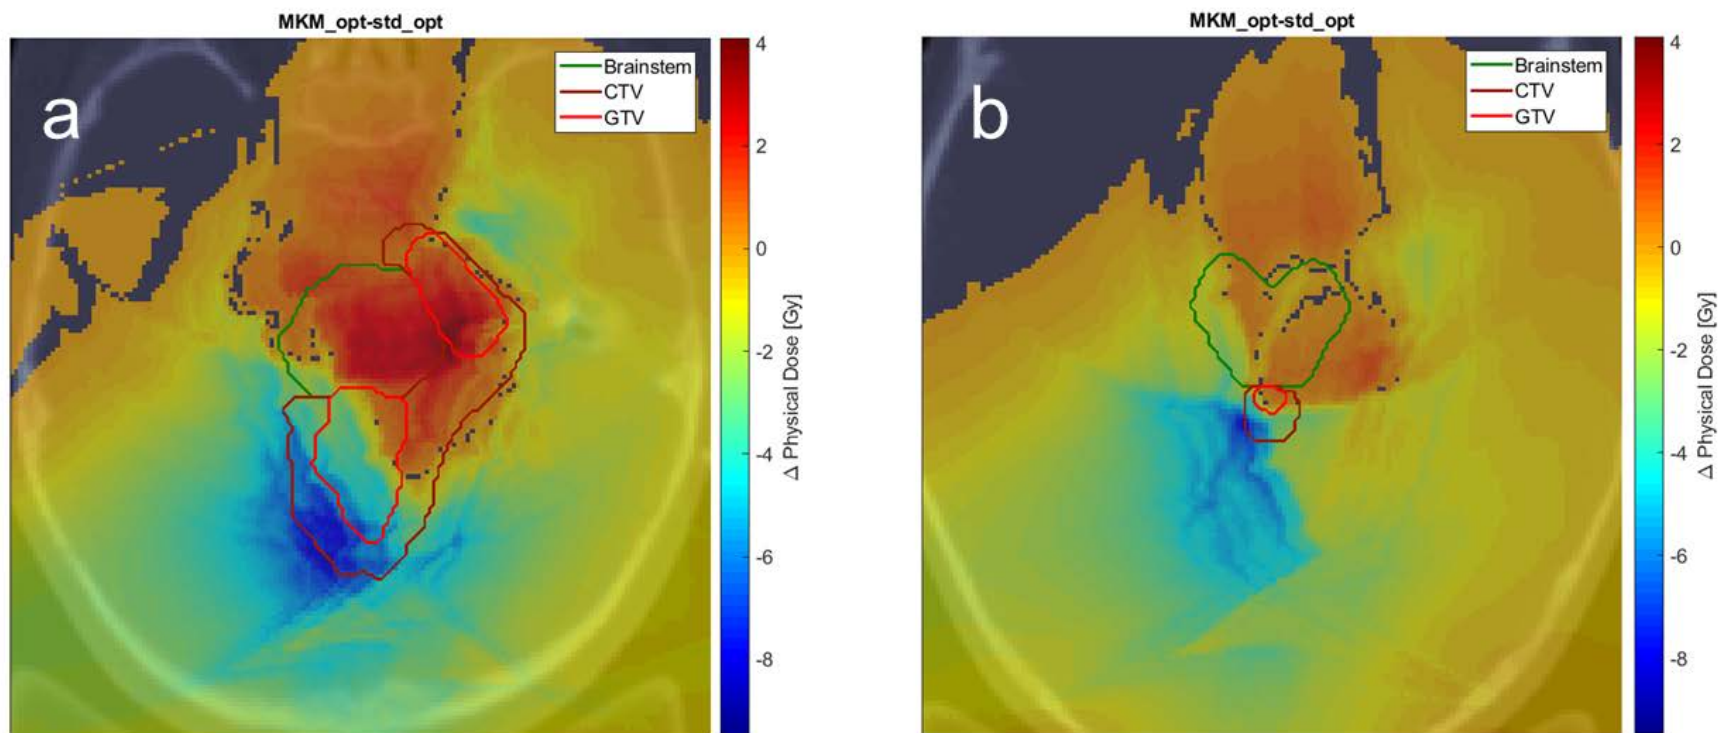 MKM_opt-std_opt
a
Brainstem
CTV
GTV
4
2
0
-2
-4
-6
-8
Δ Physical Dose [Gy]
MKM_opt-std_opt
b
Brainstem
CTV
GTV
4
2
0
-2
-4
-6
-8
Δ Physical Dose [Gy]